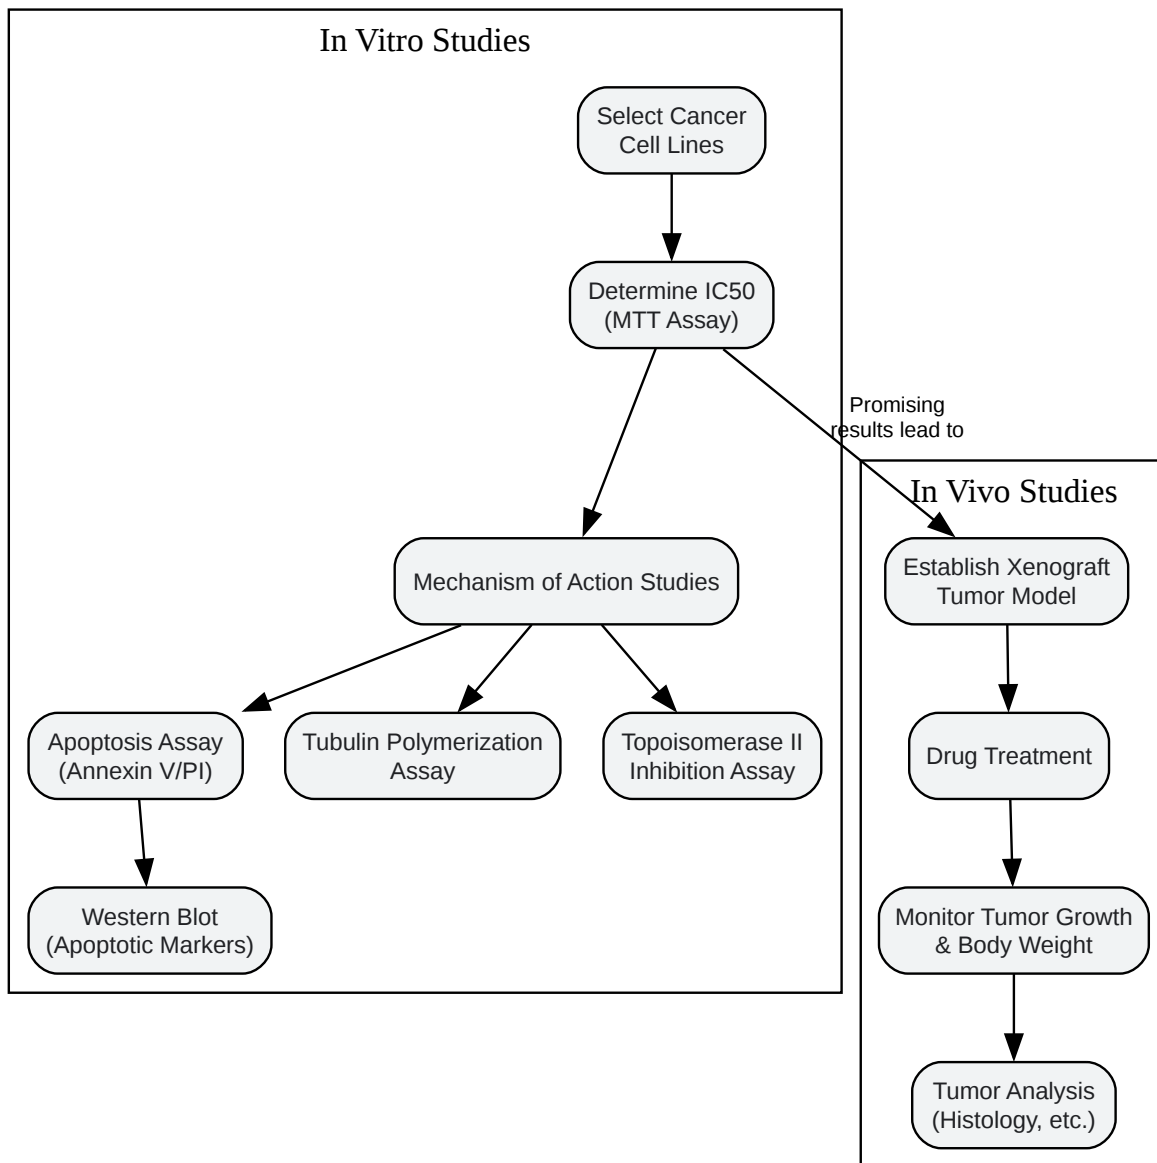 In Vitro Studies
Select Cancer
Cell Lines
Determine IC50
(MTT Assay)
Promising
results lead to
In Vivo Studies
Mechanism of Action Studies
Establish Xenograft
Tumor Model
Apoptosis Assay
(Annexin V/PI)
Tubulin Polymerization
Assay
Topoisomerase II
Inhibition Assay
Drug Treatment
Western Blot
(Apoptotic Markers)
Monitor Tumor Growth
& Body Weight
Tumor Analysis
(Histology, etc.)